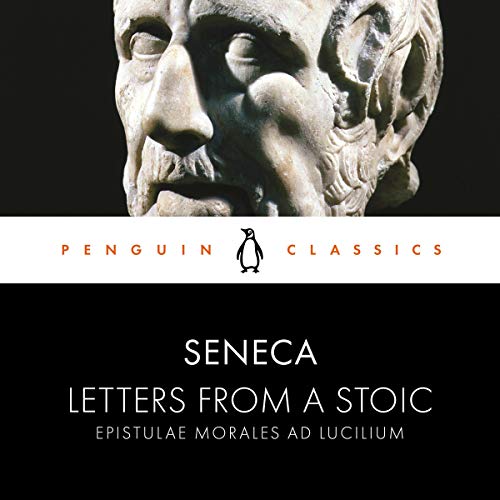 PENGUIN CLASSICS
SENECA
LETTERS FROM A STOIC
EPISTULAE MORALES AD LUCILIUM